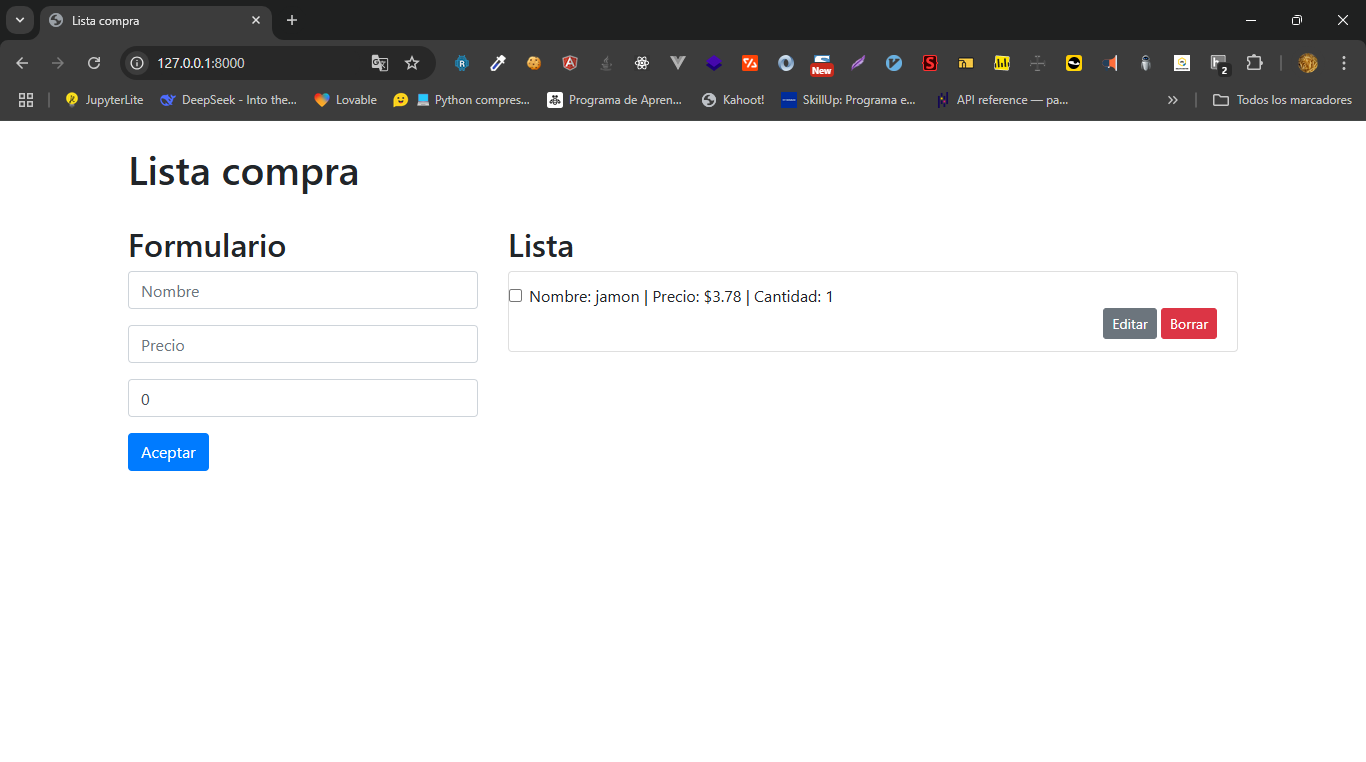 Lista compra
127.0.0.1:8000
New
2
JupyterLite
DeepSeek - Into the...
Lovable
Python compres...
Programa de Apren...
Kahoot!
SkillUp: Programa e...
API reference — pa...
Todos los marcadores
Lista compra
Formulario
Nombre
Precio
0
Aceptar
Lista
Nombre: jamon | Precio: $3.78 | Cantidad: 1
Editar
Borrar